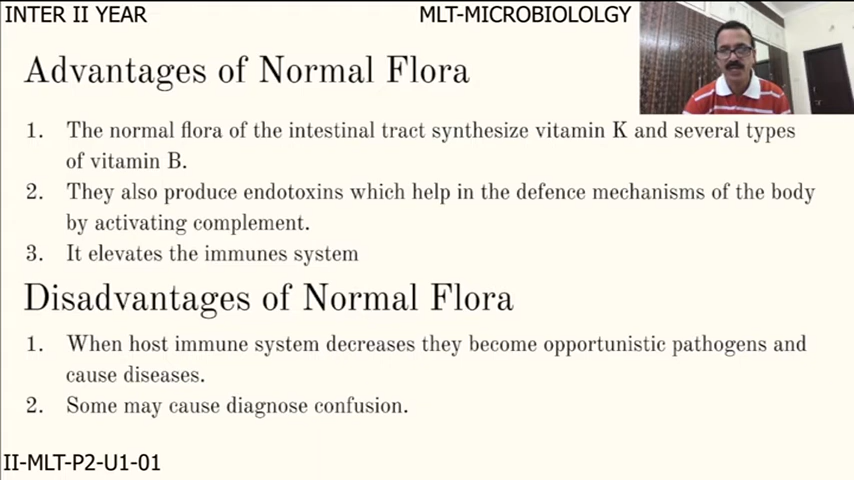 INTER II YEAR
MLT-MICROBIOLOLGY
Advantages of Normal Flora
1. The normal flora of the intestinal tract synthesize vitamin K and several types
of vitamin B.
2. They also produce endotoxins which help in the defence mechanisms of the body
by activating complement.
3. It elevates the immunes system
Disadvantages of Normal Flora
1. When host immune system decreases they become opportunistic pathogens and
cause diseases.
2. Some may cause diagnose confusion.
II-MLT-P2-U1-01